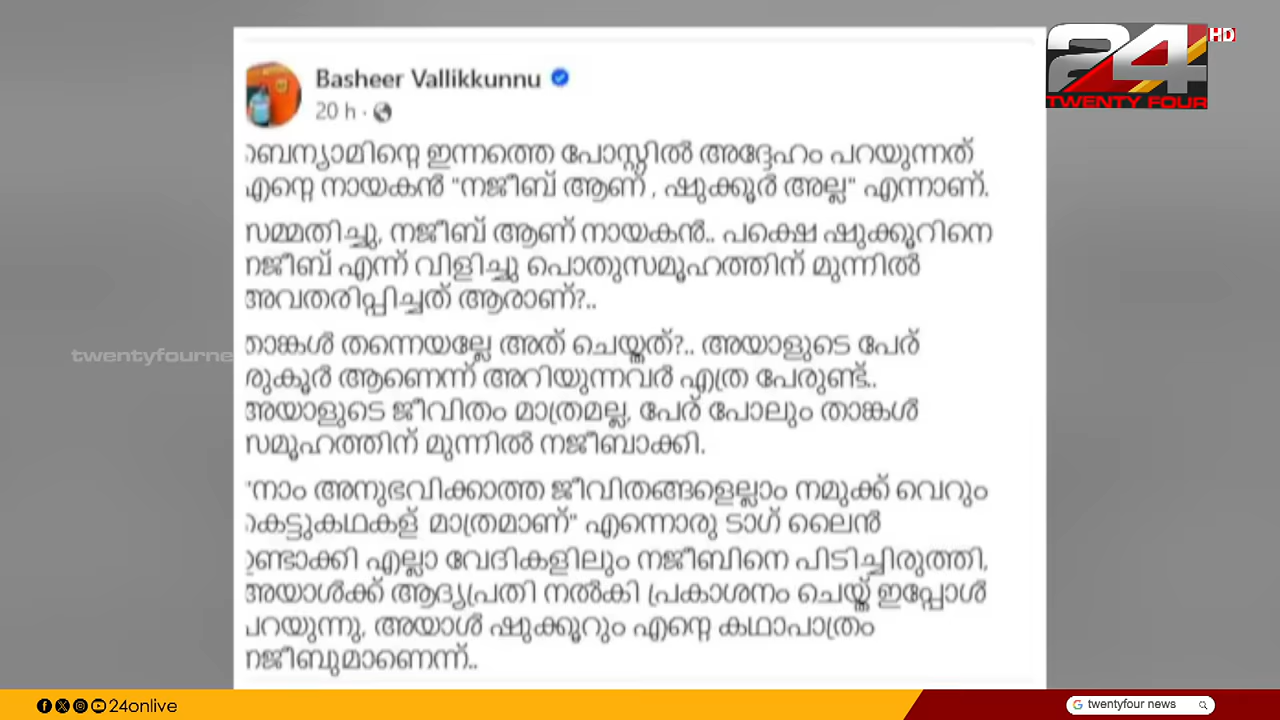 24
HD
TWENTY FOUR
Basheer Vallikkunnu
20 h
ബെന്യാമിന്റെ ഇന്നത്തെ പോസ്റ്റിൽ അദ്ദേഹം പറയുന്നത്
എന്റെ നായകൻ "നജീബ് ആണ് , ഷുക്കൂർ അല്ല" എന്നാണ്.
സമ്മതിച്ചു, നജീബ് ആണ് നായകൻ.. പക്ഷെ ഷുക്കൂറിനെ
നജീബ് എന്ന് വിളിച്ചു പൊതുസമൂഹത്തിന് മുന്നിൽ
അവതരിപ്പിച്ചത് ആരാണ്?..
താങ്കൾ തന്നെയല്ലേ അത് ചെയ്തത്?.. അയാളുടെ പേര്
ശുകൂർ ആണെന്ന് അറിയുന്നവർ എത്ര പേരുണ്ട്..
അയാളുടെ ജീവിതം മാത്രമല്ല, പേര് പോലും താങ്കൾ
സമൂഹത്തിന് മുന്നിൽ നജീബാക്കി.
twentyfourne
"നാം അനുഭവിക്കാത്ത ജീവിതങ്ങളെല്ലാം നമുക്ക് വെറും
കെട്ടുകഥകള് മാത്രമാണ്" എന്നൊരു ടാഗ് ലൈൻ
ഉണ്ടാക്കി എല്ലാ വേദികളിലും നജീബിനെ പിടിച്ചിരുത്തി,
അയാൾക്ക് ആദ്യപ്രതി നൽകി പ്രകാശനം ചെയ്ത് ഇപ്പോൾ
പറയുന്നു, അയാൾ ഷുക്കൂറും എന്റെ കഥാപാത്രം
നജീബുമാണെന്ന്..
24onlive
twentyfour news